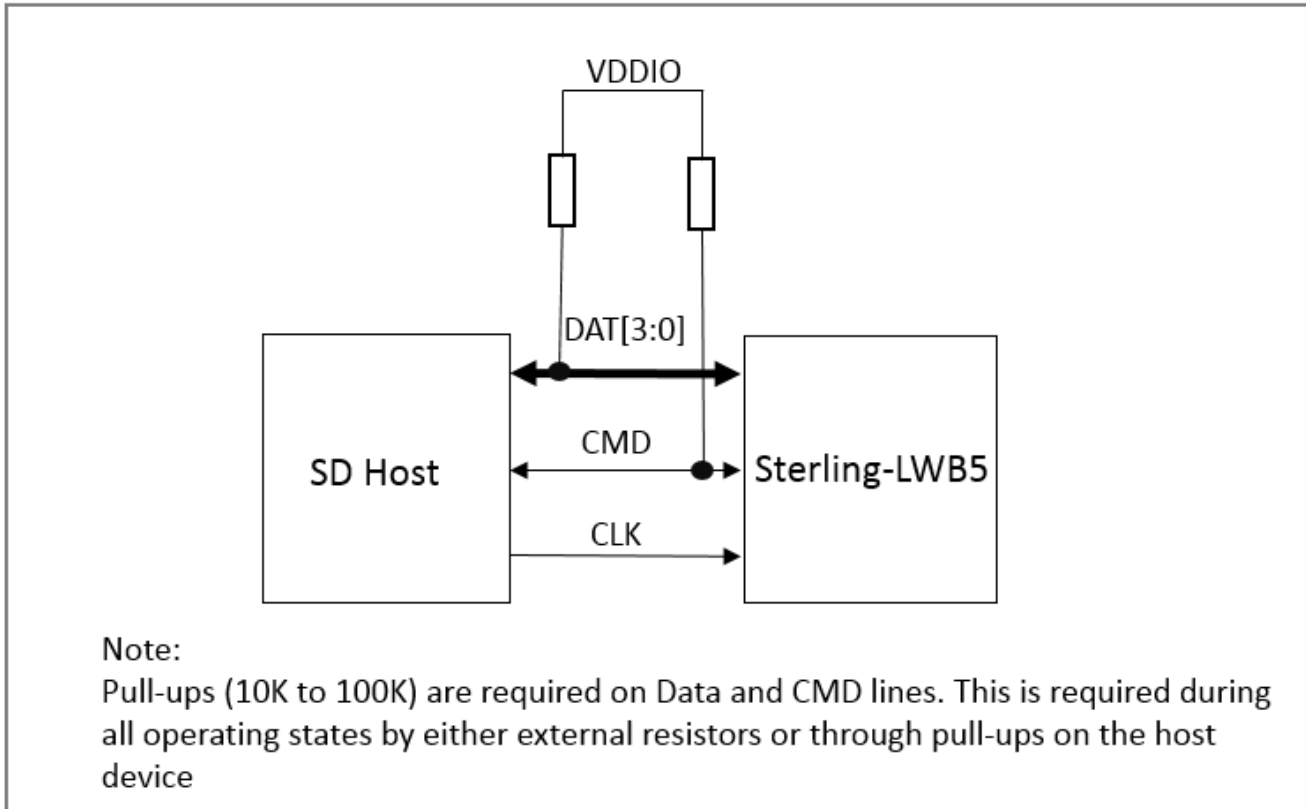 VDDIO
DAT[3:0]
SD Host
CMD
Sterling-LWB5
CLK
Note:
Pull-ups (10K to 100K) are required on Data and CMD lines. This is required during
all operating states by either external resistors or through pull-ups on the host
device